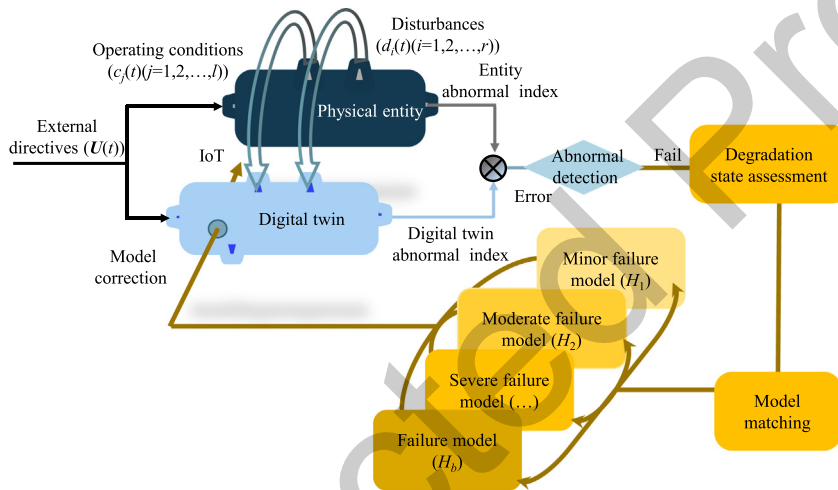 Disturbances
(d_i(t)(i=1,2,…,r))
Operating conditions
(c_j(t)(j=1,2,…,l))
Entity
abnormal index
Physical entity
External
directives (U(t))
IoT
Abnormal
detection
Fail
Degradation
state assessment
Error
Digital twin
Digital twin
abnormal index
Model
correction
Minor failure
model (H_1)
Moderate failure
model (H_2)
Severe failure
model (…)
Failure model
(H_b)
Model
matching